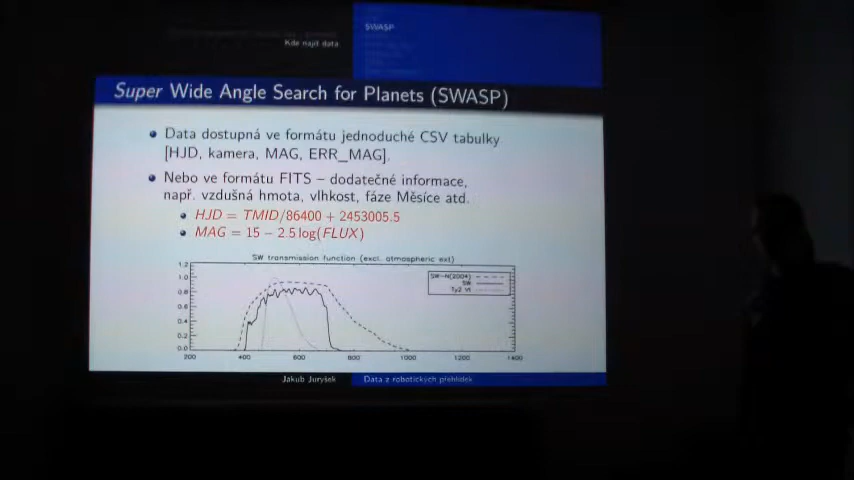 SWASP
Kde najít data
Super Wide Angle Search for Planets (SWASP)
Data dostupná ve formátu jednoduché CSV tabulky
[HJD, kamera, MAG, ERR_MAG].
Nebo ve formátu FITS – dodatečné informace,
např. vzdušná hmota, vlhkost, fáze Měsíce atd.
HJD = TMID/86400 + 2453005.5
MAG = 15 − 2.5 log(FLUX)
SW transmission function (excl. atmospheric ext)
1.2
1.0
0.8
0.6
0.4
0.2
0.0
SW-N(2004)
SW
Ty2 Vt
200 400 600 800 1000 1200 1400
Jakub Juryšek Data z robotických přehlídek